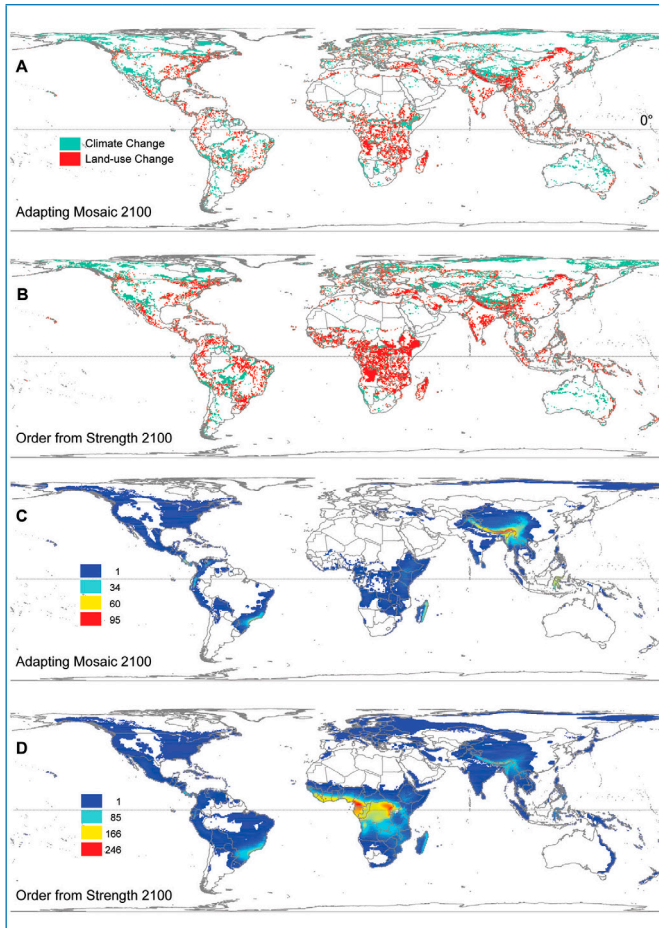 A
0°
Climate Change
Land-use Change
Adapting Mosaic 2100
B
Order from Strength 2100
C
1
34
60
95
Adapting Mosaic 2100
D
1
85
166
246
Order from Strength 2100